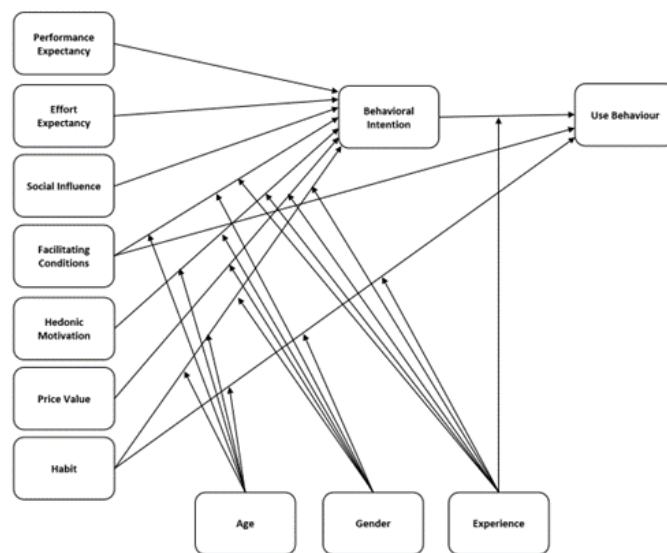 Performance
Expectancy
Effort
Expectancy
Social Influence
Facilitating
Conditions
Hedonic
Motivation
Price Value
Habit
Behavioral
Intention
Use Behaviour
Age
Gender
Experience